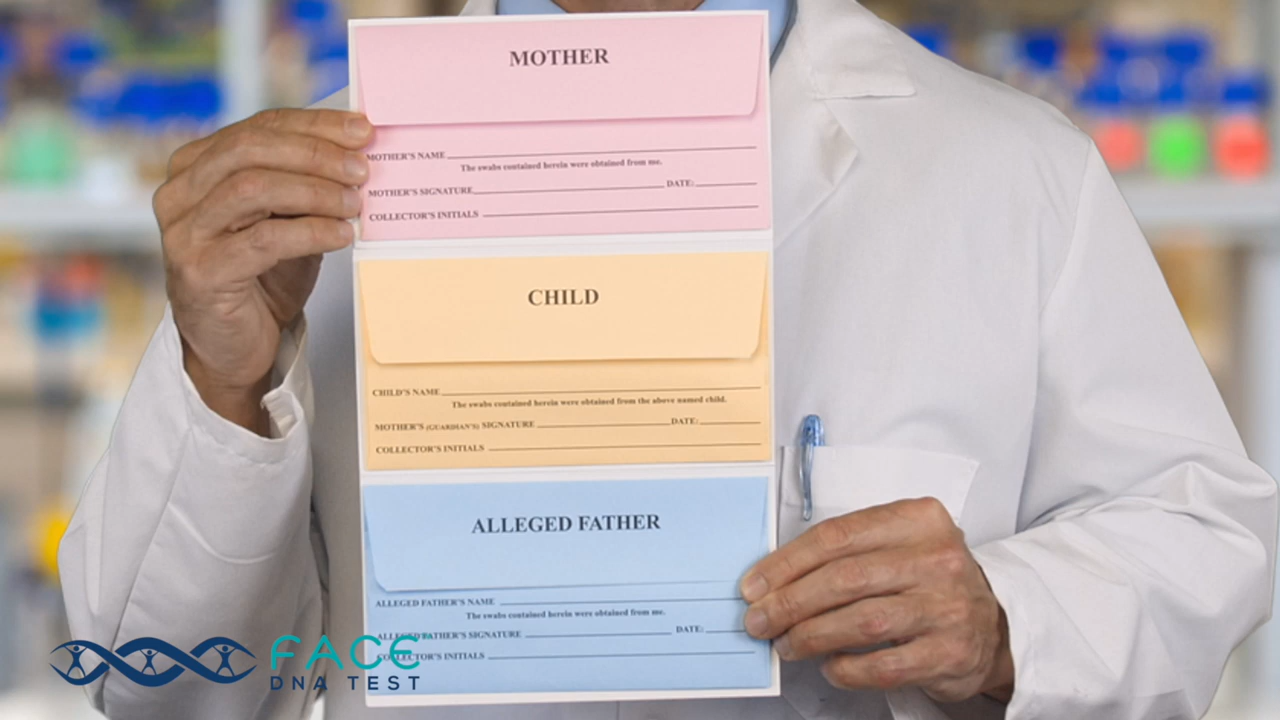 MOTHER
MOTHER'S NAME
The swabs contained herein were obtained from me.
MOTHER'S SIGNATURE DATE:
COLLECTOR'S INITIALS
CHILD
CHILD'S NAME
The swabs contained herein were obtained from the above named child.
MOTHER'S (GUARDIAN'S) SIGNATURE DATE:
COLLECTOR'S INITIALS
ALLEGED FATHER
ALLEGED FATHER'S NAME
The swabs contained herein were obtained from me.
ALLEGED FATHER'S SIGNATURE DATE:
COLLECTOR'S INITIALS
FACE
DNA TEST